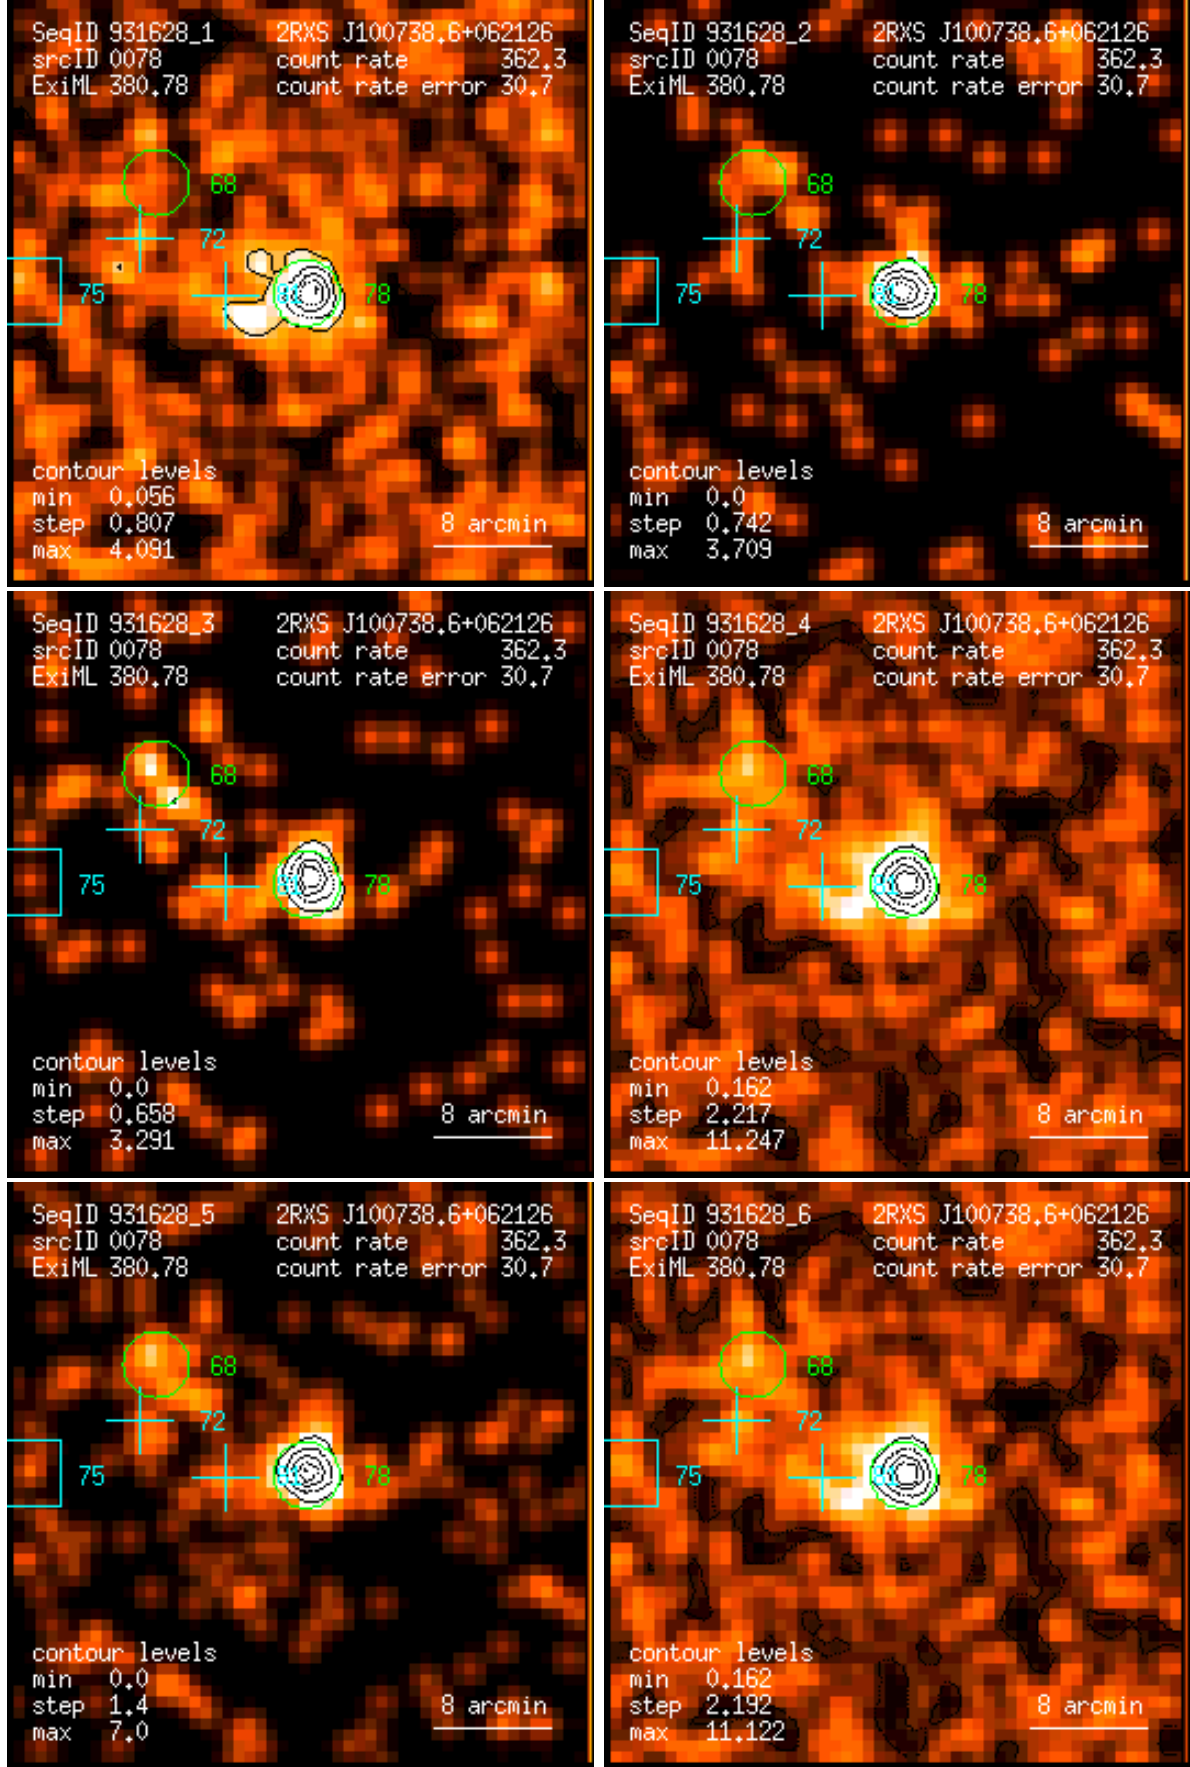 SeqID 931628_1 2RXS J100738.6+062126
srcID 0078 count rate 362.3
ExiML 380.78 count rate error 30.7
68
72
75 81 78
contour levels
min 0.056
step 0.807 8 arcmin
max 4.091
SeqID 931628_2 2RXS J100738.6+062126
srcID 0078 count rate 362.3
ExiML 380.78 count rate error 30.7
68
72
75 81 78
contour levels
min 0.0
step 0.742 8 arcmin
max 3.709
SeqID 931628_3 2RXS J100738.6+062126
srcID 0078 count rate 362.3
ExiML 380.78 count rate error 30.7
68
72
75 81 78
contour levels
min 0.0
step 0.658 8 arcmin
max 3.291
SeqID 931628_4 2RXS J100738.6+062126
srcID 0078 count rate 362.3
ExiML 380.78 count rate error 30.7
68
72
75 81 78
contour levels
min 0.162
step 2.217 8 arcmin
max 11.247
SeqID 931628_5 2RXS J100738.6+062126
srcID 0078 count rate 362.3
ExiML 380.78 count rate error 30.7
68
72
75 81 78
contour levels
min 0.0
step 1.4 8 arcmin
max 7.0
SeqID 931628_6 2RXS J100738.6+062126
srcID 0078 count rate 362.3
ExiML 380.78 count rate error 30.7
68
72
75 81 78
contour levels
min 0.162
step 2.192 8 arcmin
max 11.122